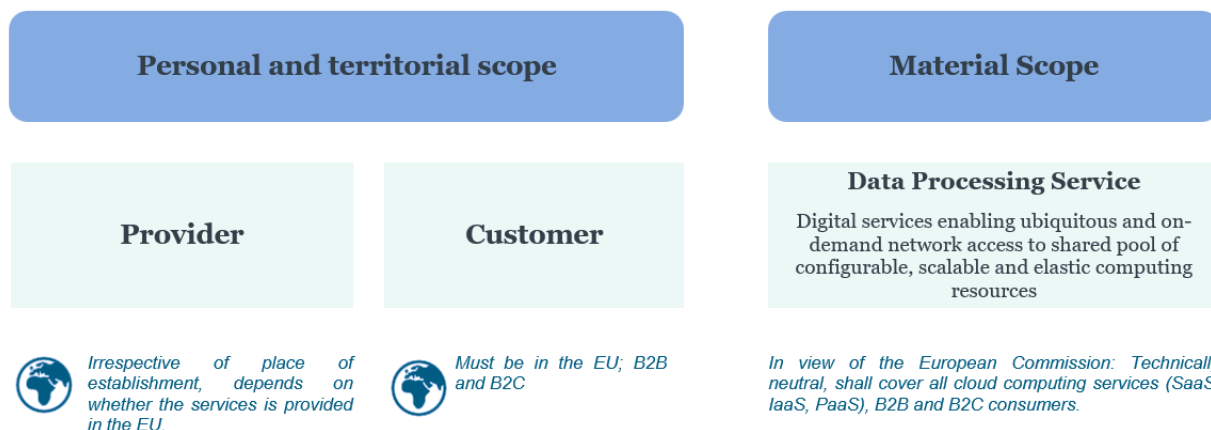 Personal and territorial scope
Material Scope
Provider
Customer
Data Processing Service
Digital services enabling ubiquitous and on-
demand network access to shared pool of
configurable, scalable and elastic computing
resources
Irrespective of place of
establishment, depends on
whether the services is provided
in the EU.
Must be in the EU; B2B
and B2C
In view of the European Commission: Technicall
neutral, shall cover all cloud computing services (SaaS
IaaS, PaaS), B2B and B2C consumers.